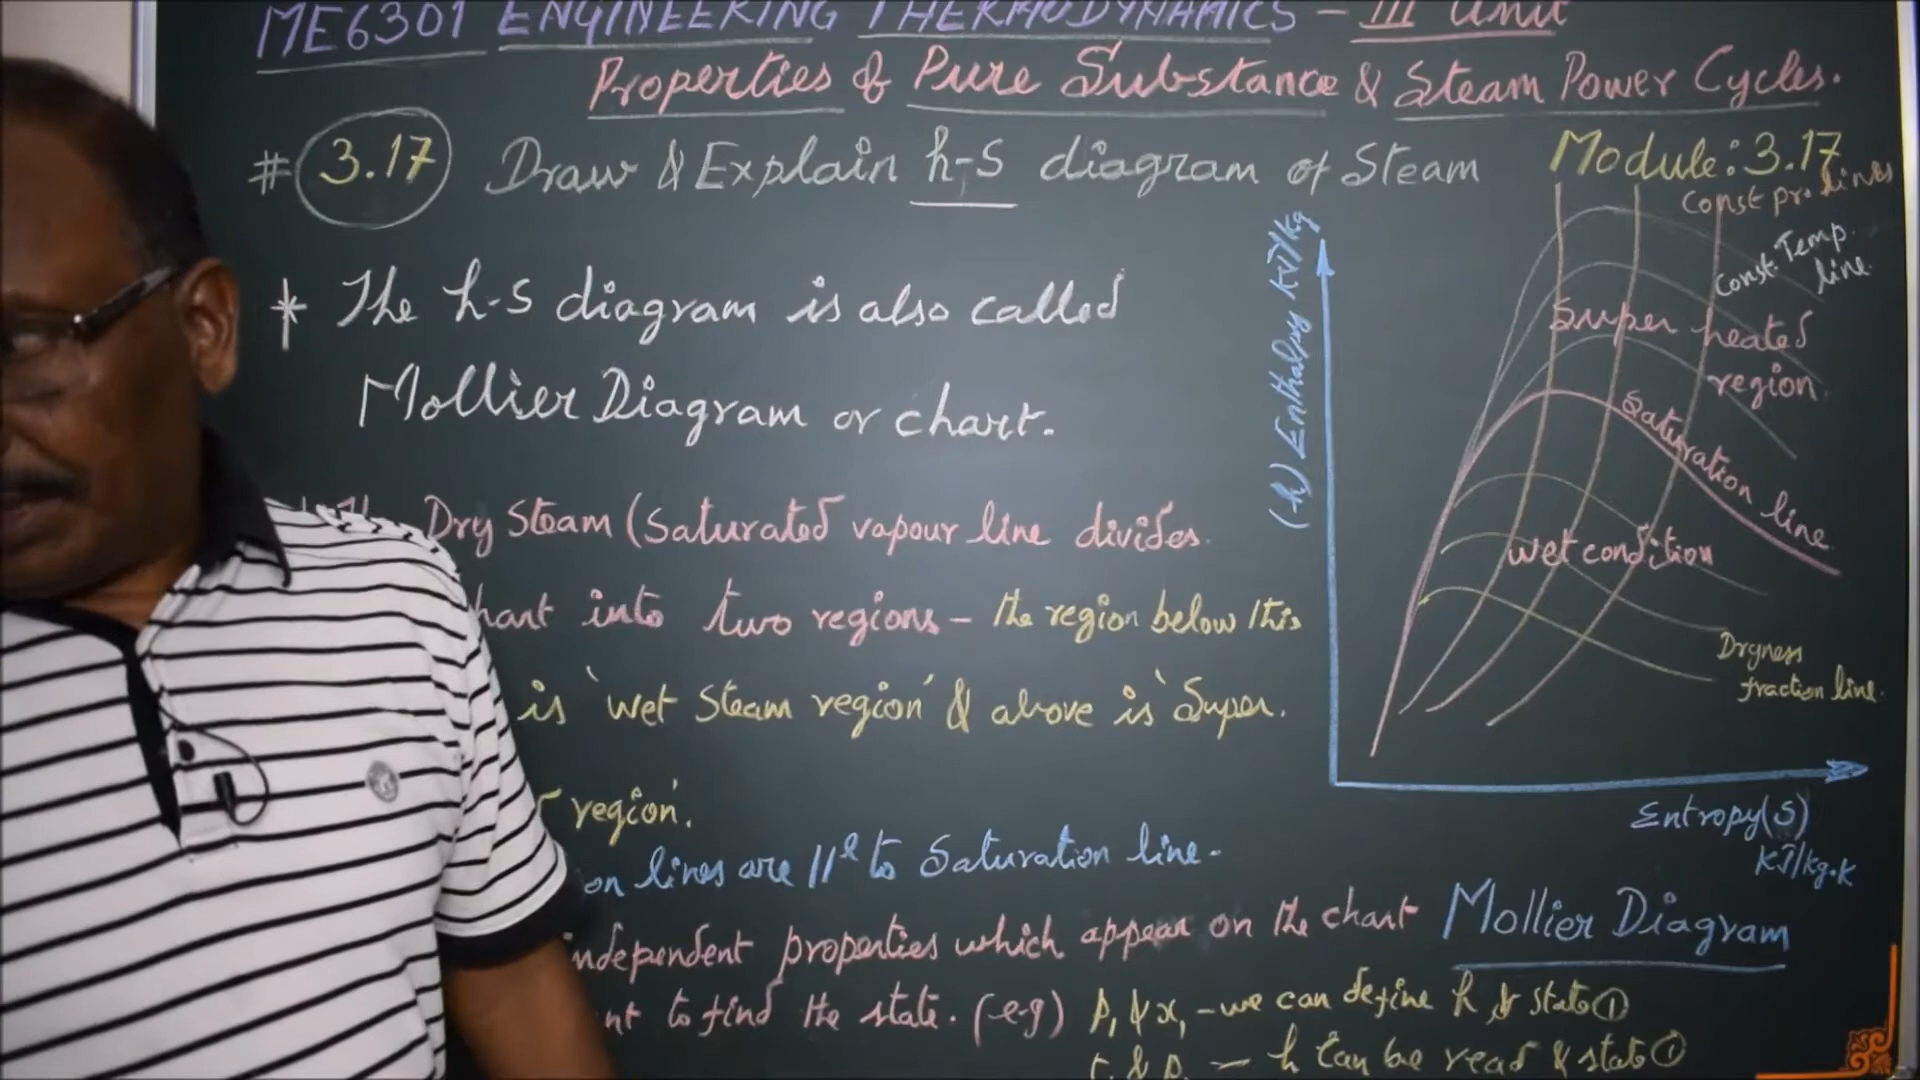 ME6301 ENGINEERING THERMODYNAMICS – III Unit
Properties of Pure Substance & Steam Power Cycles.
# 3.17 Draw & Explain h-s diagram of Steam
Module: 3.17
* The h-s diagram is also called
Mollier Diagram or chart.
Dry Steam (Saturated vapour line divides
hart into two regions – the region below this
is 'wet steam region' & above is 'Super.
region'.
on lines are ||l to saturation line.
independent properties which appear on the chart
nt to find the state. (e-g) p1 & x1 – we can define h & state ①
— h can be read & state ①
(h) Enthalpy kJ/kg
Const pr. lines
Const. Temp.
line.
Super heated
region
Saturation line
wet condition
Dryness
fraction line.
Entropy(s)
kJ/kg.K
Mollier Diagram